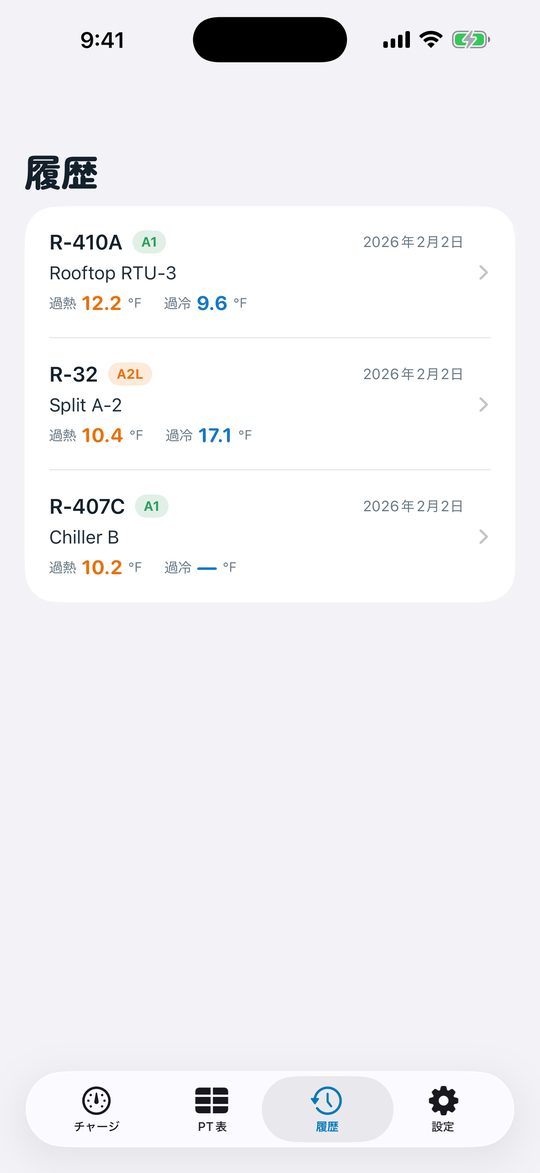 9:41
履歴
R-410A A1 2026年2月2日
Rooftop RTU-3
過熱 12.2 °F 過冷 9.6 °F
R-32 A2L 2026年2月2日
Split A-2
過熱 10.4 °F 過冷 17.1 °F
R-407C A1 2026年2月2日
Chiller B
過熱 10.2 °F 過冷 — °F
チャージ PT表 履歴 設定